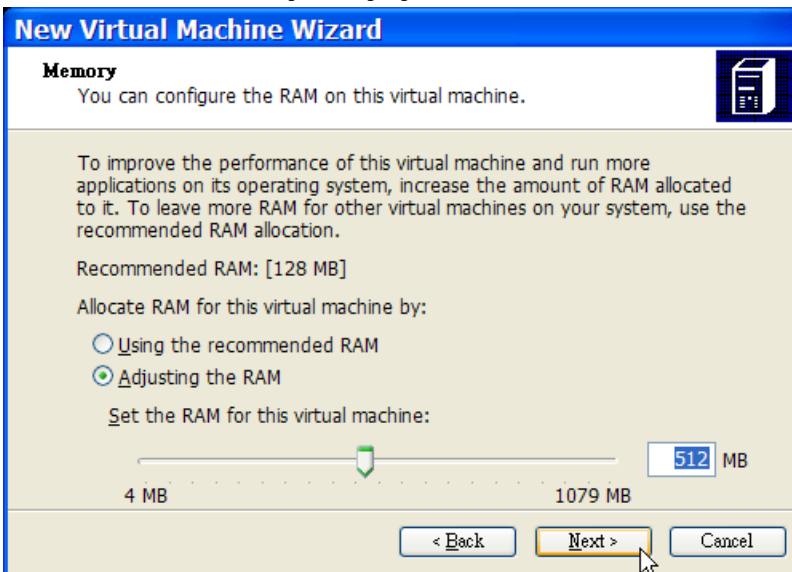 New Virtual Machine Wizard
Memory
You can configure the RAM on this virtual machine.
To improve the performance of this virtual machine and run more
applications on its operating system, increase the amount of RAM allocated
to it. To leave more RAM for other virtual machines on your system, use the
recommended RAM allocation.
Recommended RAM: [128 MB]
Allocate RAM for this virtual machine by:
Using the recommended RAM
Adjusting the RAM
Set the RAM for this virtual machine:
512 MB
4 MB 1079 MB
< Back Next > Cancel